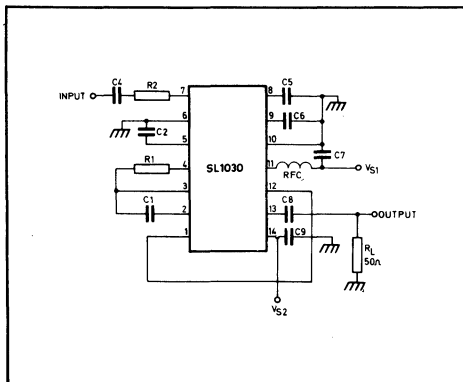 C4 R2 7 8 C5
INPUT
6 9 C6
C2
5 10
R1 4 11 C7
RFC VS1
SL1030
3 12
C1 2 13 C8 OUTPUT
1 14 C9
RL
50Ω
VS2